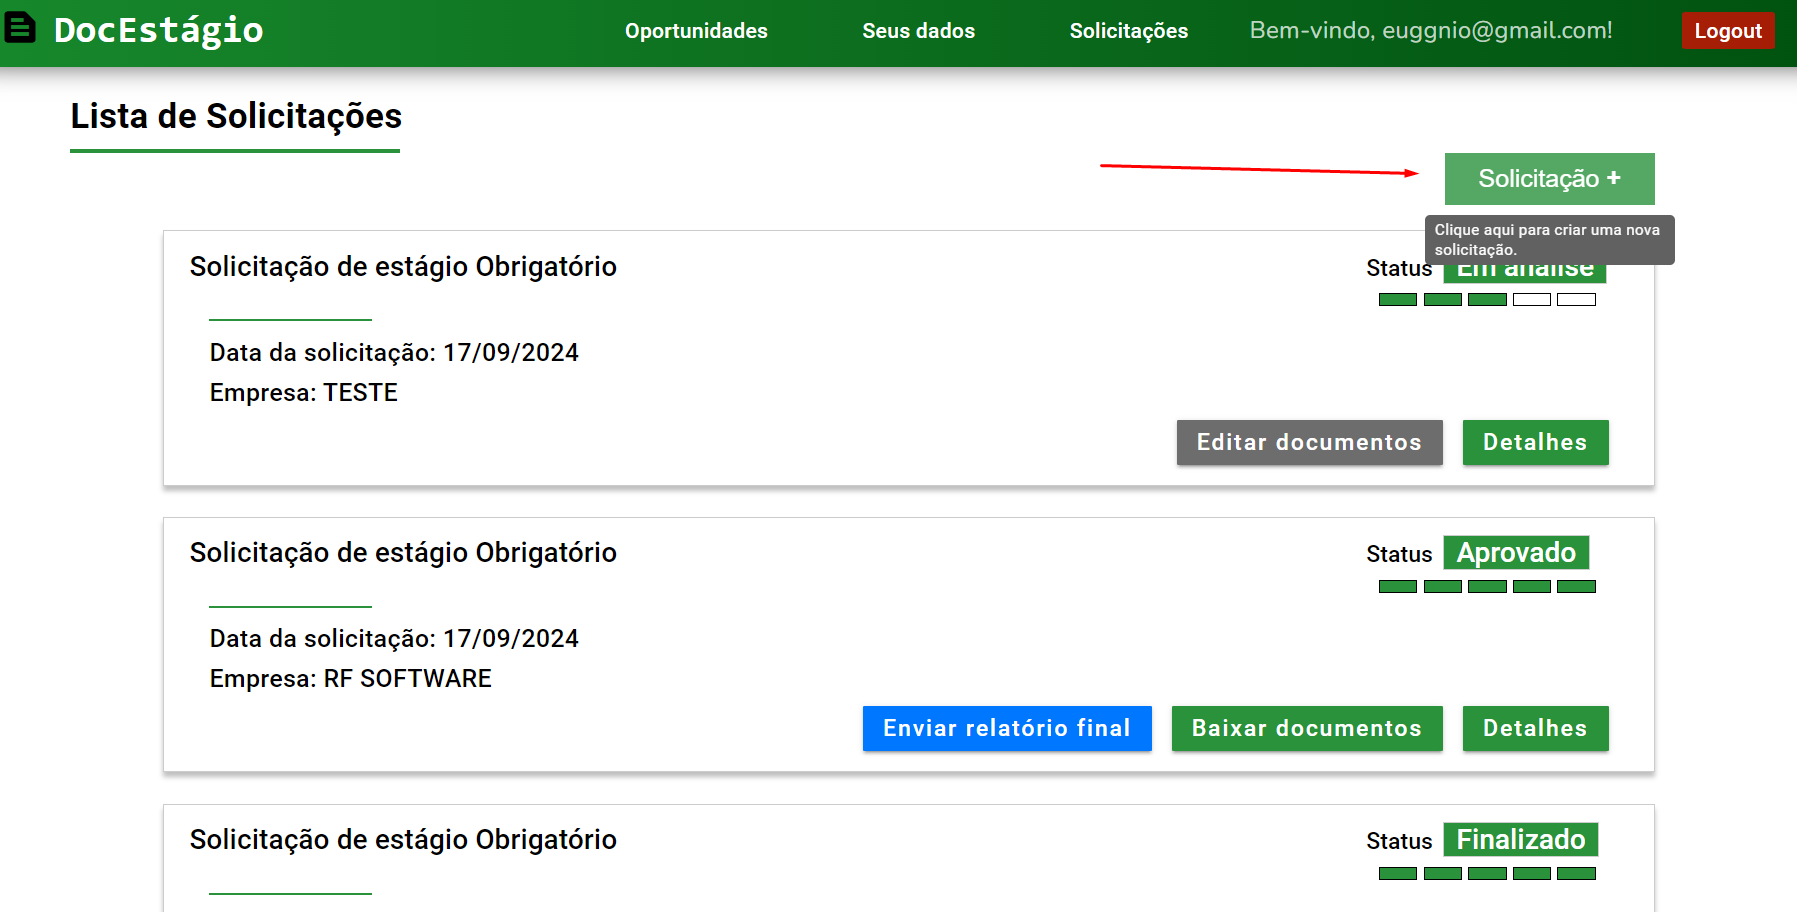 DocEstágio
Oportunidades
Seus dados
Solicitações
Bem-vindo, euggnio@gmail.com!
Logout
Lista de Solicitações
Solicitação +
Clique aqui para criar uma nova
solicitação.
Solicitação de estágio Obrigatório
Status Em análise
Data da solicitação: 17/09/2024
Empresa: TESTE
Editar documentos
Detalhes
Solicitação de estágio Obrigatório
Status Aprovado
Data da solicitação: 17/09/2024
Empresa: RF SOFTWARE
Enviar relatório final
Baixar documentos
Detalhes
Solicitação de estágio Obrigatório
Status Finalizado